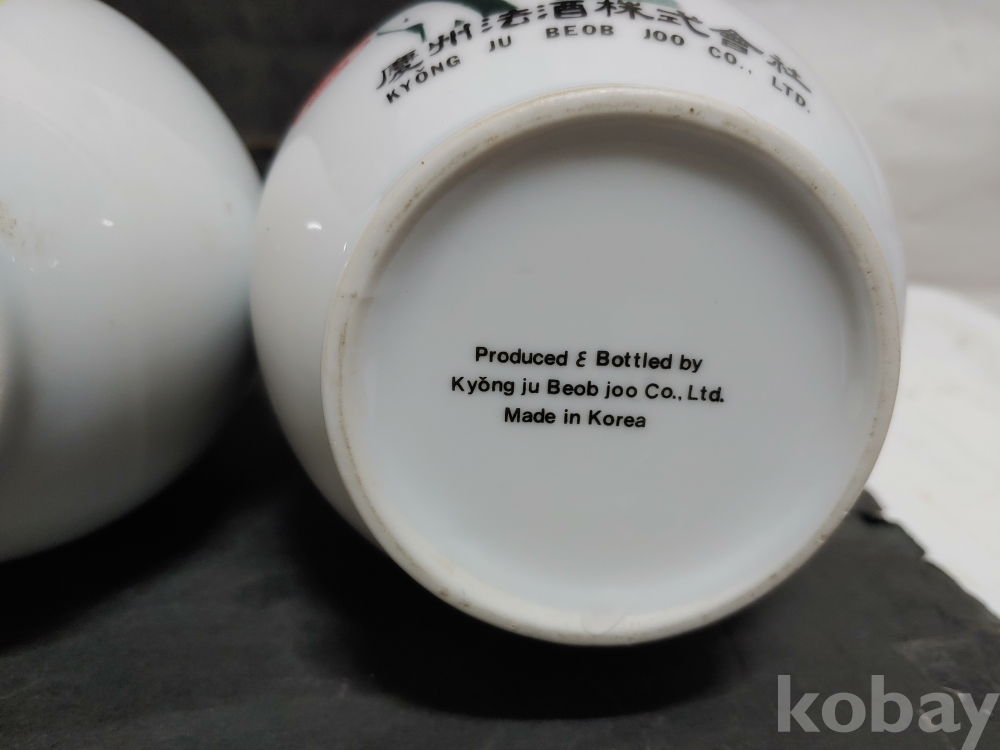 慶州法酒株式會社
KYŎNG JU BEOB JOO CO., LTD.
Produced & Bottled by
Kyŏng ju Beob joo Co., Ltd.
Made in Korea
kobay